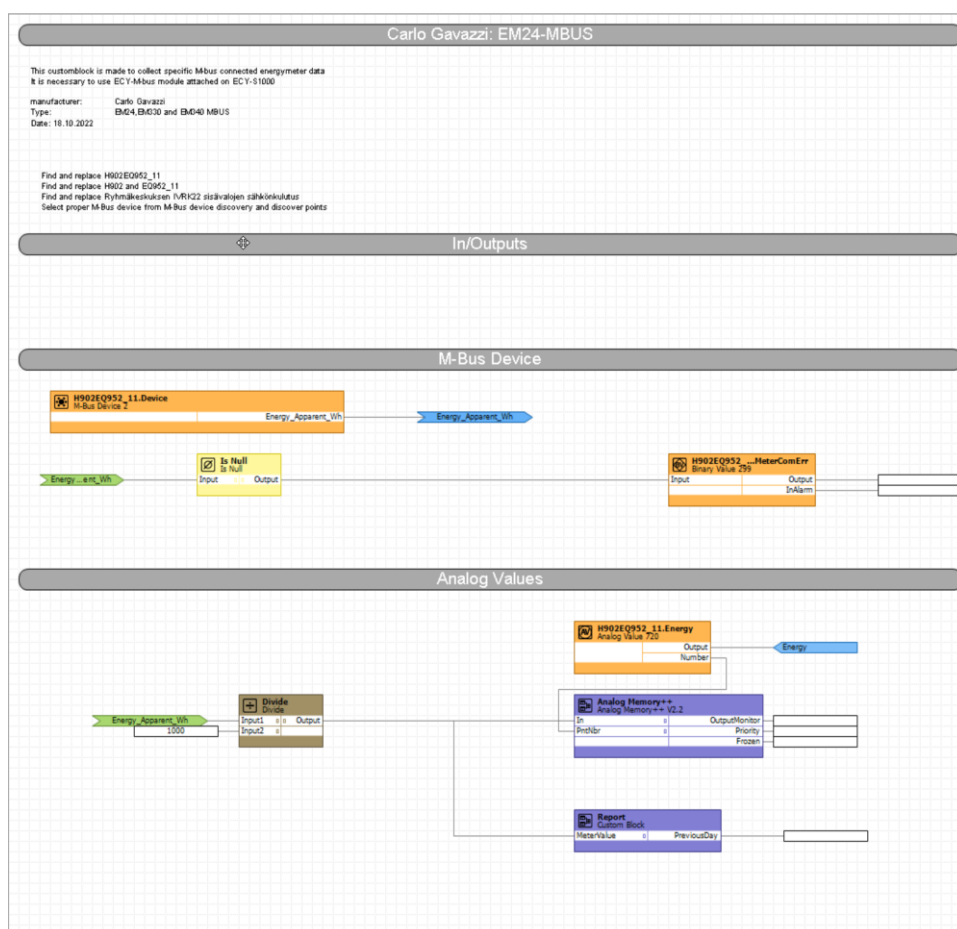 Carlo Gavazzi: EM24-MBUS
This customblock is made to collect specific M-bus connected energymeter data
It is necessary to use ECY-M-bus module attached on ECY-S1000
manufacturer: Carlo Gavazzi
Type: EM24,EM330 and EM340 MBUS
Date: 18.10.2022
Find and replace H902EQ952_11
Find and replace H902 and EQ952_11
Find and replace Ryhmäkeskuksen IVRK22 sisävalojen sähkönkulutus
Select proper M-Bus device from M-Bus device discovery and discover points
In/Outputs
M-Bus Device
H902EQ952_11.Device
M-Bus Device 2
Energy_Apparent_Wh
Energy_Apparent_Wh
Energy...ent_Wh
Is Null
Is Null
Input Output
H902EQ952_...MeterComErr
Binary Value 299
Input Output
InAlarm
Analog Values
H902EQ952_11.Energy
Analog Value 720
Output
Number
Energy
Energy_Apparent_Wh
1000
Divide
Divide
Input1 Output
Input2
Analog Memory++
Analog Memory++ V2.2
In OutputMonitor
PntNbr Priority
Frozen
Report
Custom Block
MeterValue PreviousDay